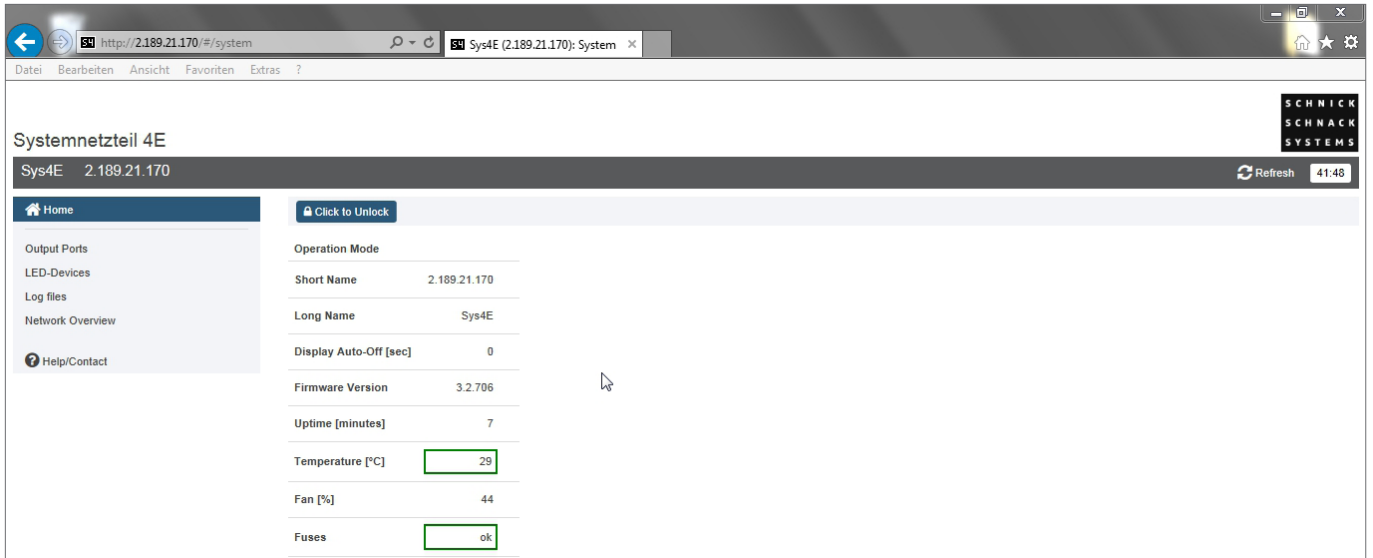 http://2.189.21.170/#/system
S4 Sys4E (2.189.21.170): System
Datei Bearbeiten Ansicht Favoriten Extras ?
SCHNICK
SCHNACK
SYSTEMS
Systemnetzteil 4E
Sys4E 2.189.21.170
Refresh 41:48
Home
Click to Unlock
Output Ports
LED-Devices
Log files
Network Overview
Help/Contact
Operation Mode
Short Name 2.189.21.170
Long Name Sys4E
Display Auto-Off [sec] 0
Firmware Version 3.2.706
Uptime [minutes] 7
Temperature [°C] 29
Fan [%] 44
Fuses ok